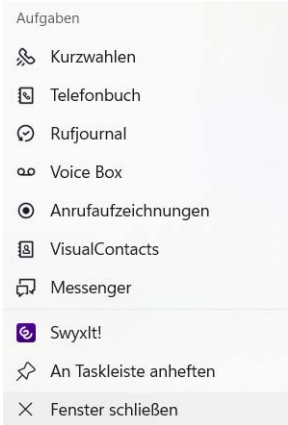 Aufgaben
Kurzwahlen
Telefonbuch
Rufjournal
Voice Box
Anrufaufzeichnungen
VisualContacts
Messenger
SwyxIt!
An Taskleiste anheften
Fenster schließen